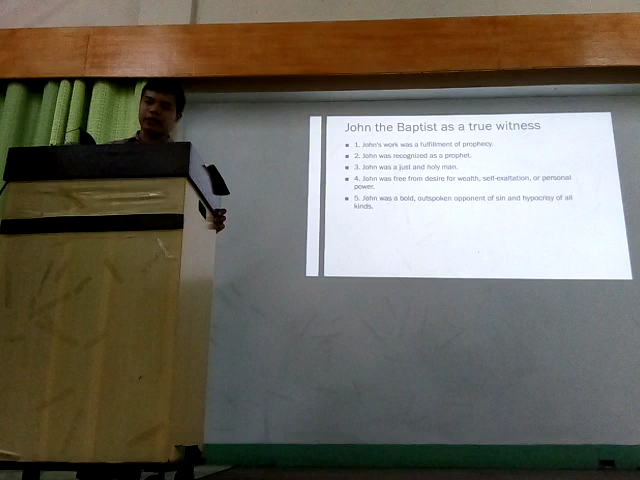 John the Baptist as a true witness
■ 1. John's work was a fulfillment of prophecy.
■ 2. John was recognized as a prophet.
■ 3. John was a just and holy man.
■ 4. John was free from desire for wealth, self-exaltation, or personal
power.
■ 5. John was a bold, outspoken opponent of sin and hypocrisy of all
kinds.